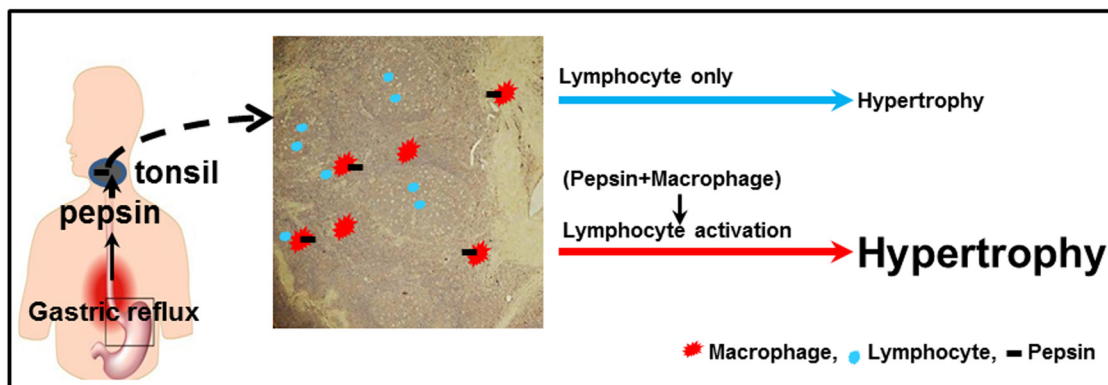 tonsil
pepsin
Gastric reflux
Lymphocyte only
Hypertrophy
(Pepsin+Macrophage)
Lymphocyte activation
Hypertrophy
Macrophage, Lymphocyte, Pepsin